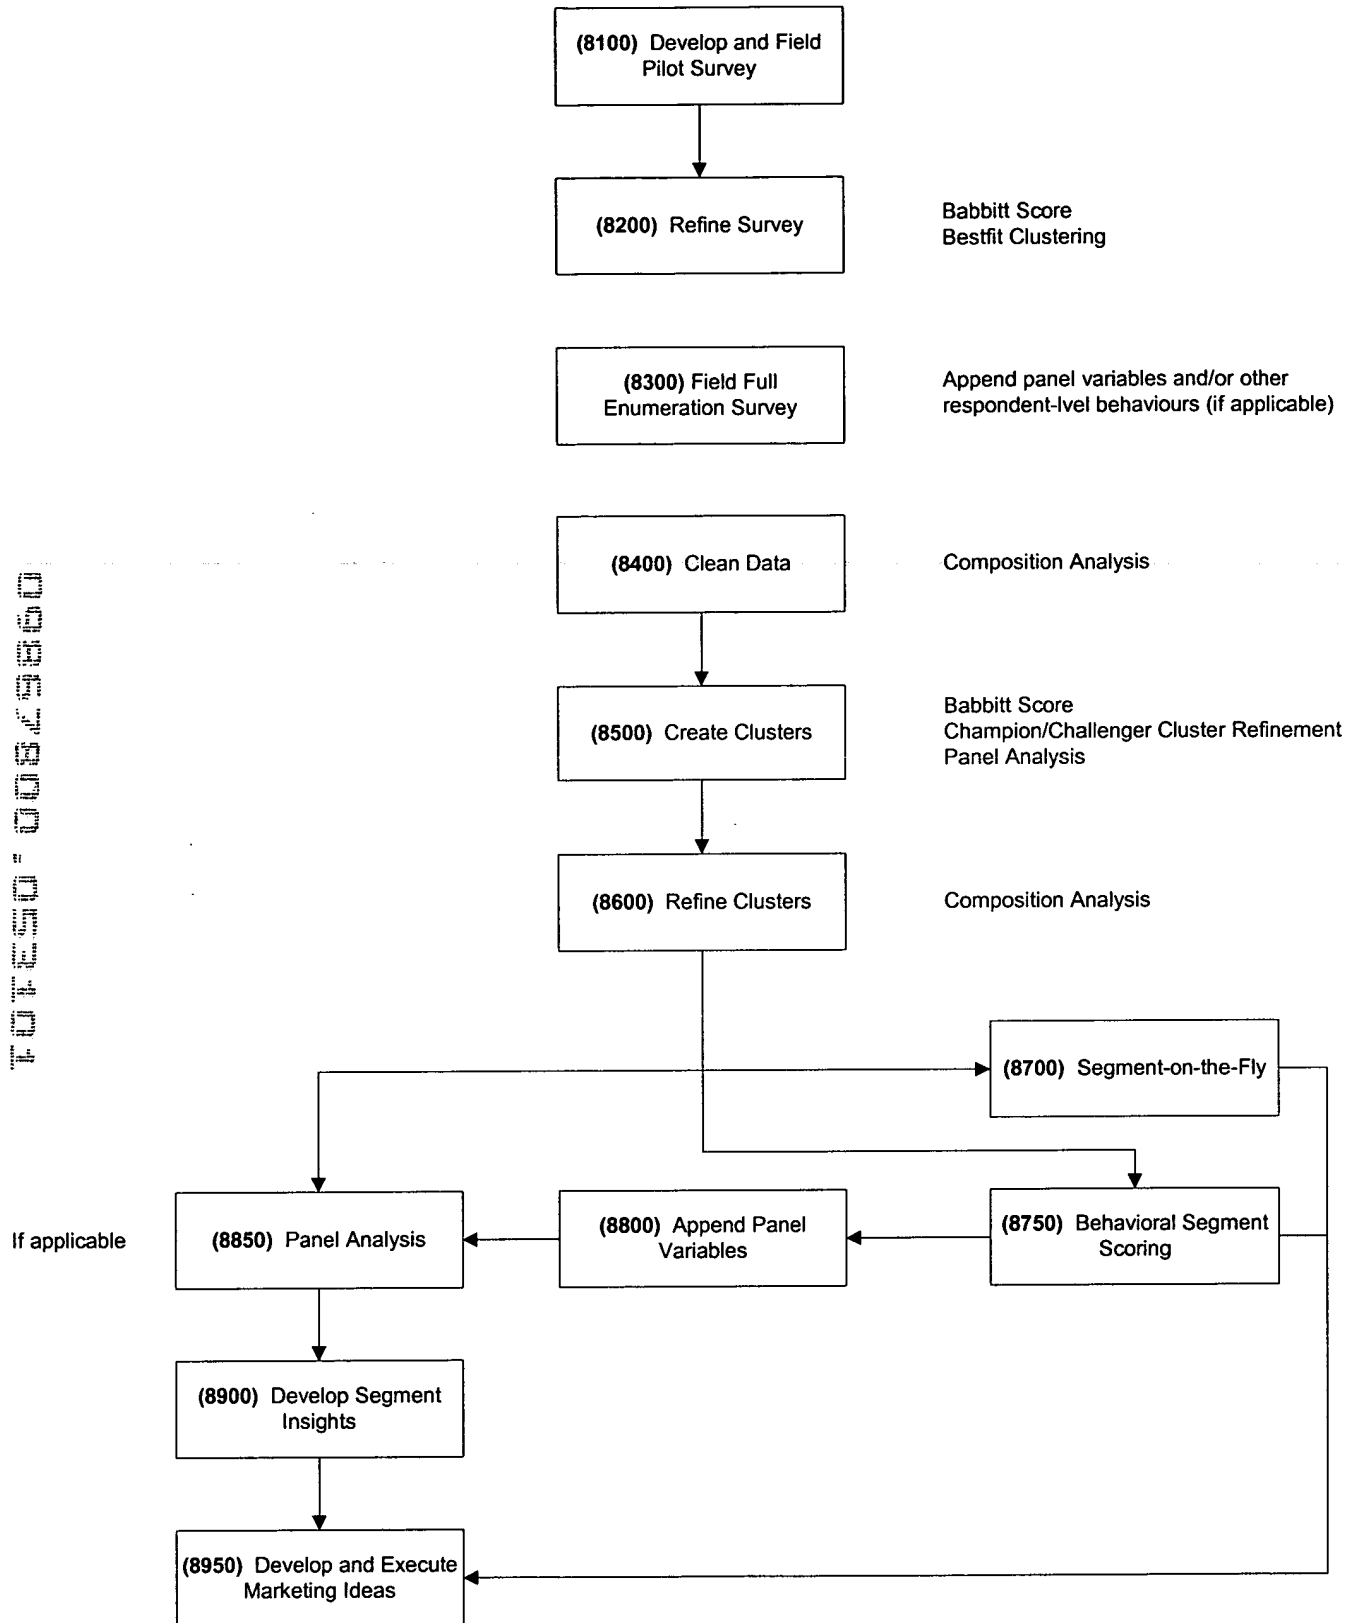 (8100) Develop and Field
Pilot Survey
(8200) Refine Survey
Babbitt Score
Bestfit Clustering
(8300) Field Full
Enumeration Survey
Append panel variables and/or other
respondent-lvel behaviours (if applicable)
(8400) Clean Data
Composition Analysis
(8500) Create Clusters
Babbitt Score
Champion/Challenger Cluster Refinement
Panel Analysis
(8600) Refine Clusters
Composition Analysis
(8700) Segment-on-the-Fly
If applicable
(8850) Panel Analysis
(8800) Append Panel
Variables
(8750) Behavioral Segment
Scoring
(8900) Develop Segment
Insights
(8950) Develop and Execute
Marketing Ideas